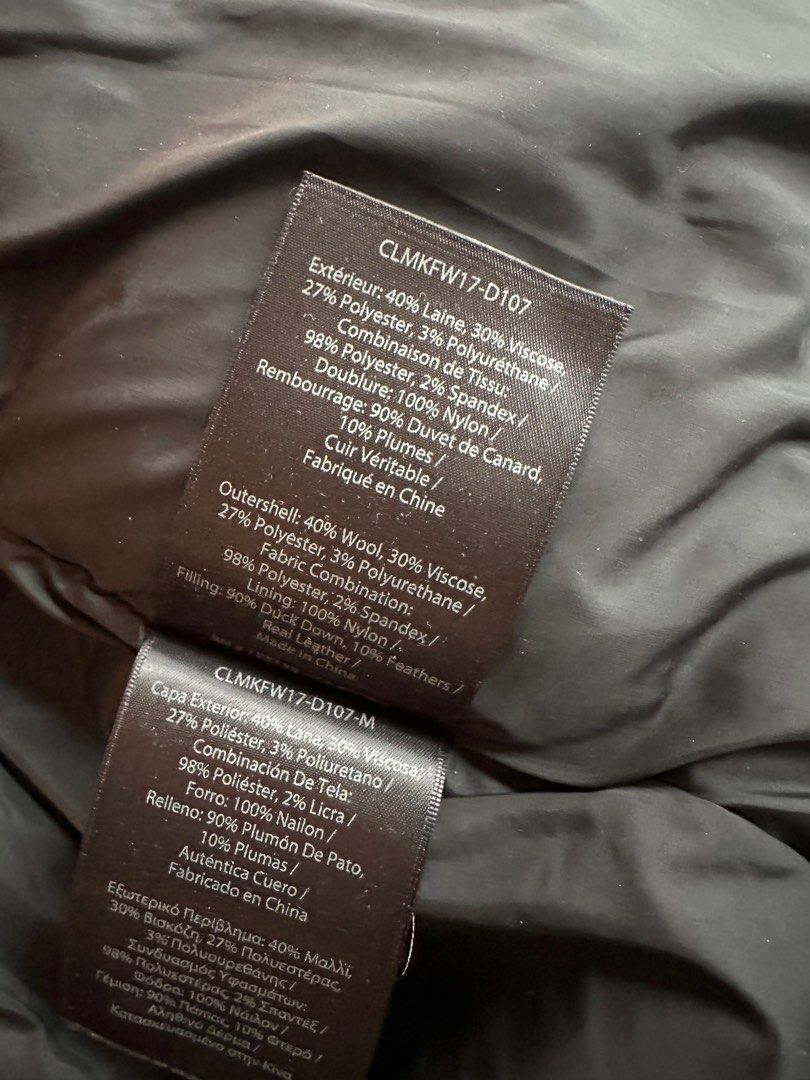 CLMKFW17-D107
Extérieur: 40% Laine, 30% Viscose,
27% Polyester, 3% Polyuréthane /
Combinaison de Tissu:
98% Polyester, 2% Spandex /
Doublure: 100% Nylon /
Rembourrage: 90% Duvet de Canard,
10% Plumes /
Cuir Véritable /
Fabriqué en Chine
Outershell: 40% Wool, 30% Viscose,
27% Polyester, 3% Polyurethane /
Fabric Combination:
98% Polyester, 2% Spandex /
Lining: 100% Nylon /
Filling: 90% Duck Down, 10% Feathers /
Real Leather /
Made in China
CLMKFW17-D107-M
Capa Exterior: 40% Lana, 30% Viscosa,
27% Poliéster, 3% Poliuretano /
Combinación De Tela:
98% Poliéster, 2% Licra /
Forro: 100% Nailon /
Relleno: 90% Plumón De Pato,
10% Plumas /
Auténtica Cuero /
Fabricado en China
Εξωτερικό Περίβλημα: 40% Μαλλί,
30% Βισκόζη, 27% Πολυεστέρας,
3% Πολυουρεθάνης /
Συνδυασμός Υφασμάτων:
98% Πολυεστέρας 2% Σπαντεξ /
Φόδρα: 100% Νάιλον /
Γέμιση: 90% Πάπιας, 10% Φτερό /
Αληθινό Δέρμα /
Κατασκευασμένο στην Κίνα